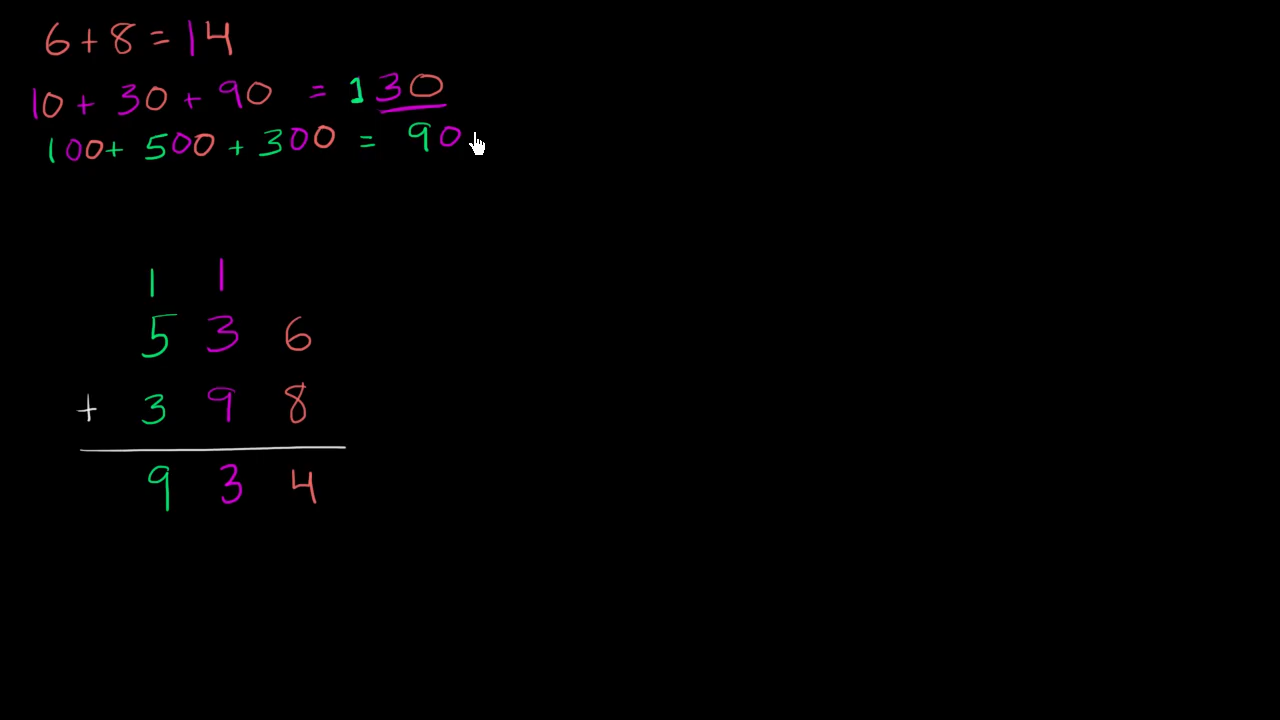 6+8=14
10 + 30 + 90 = 130
100+ 500 + 300 = 90
1 1
5 3 6
+ 3 9 8
9 3 4